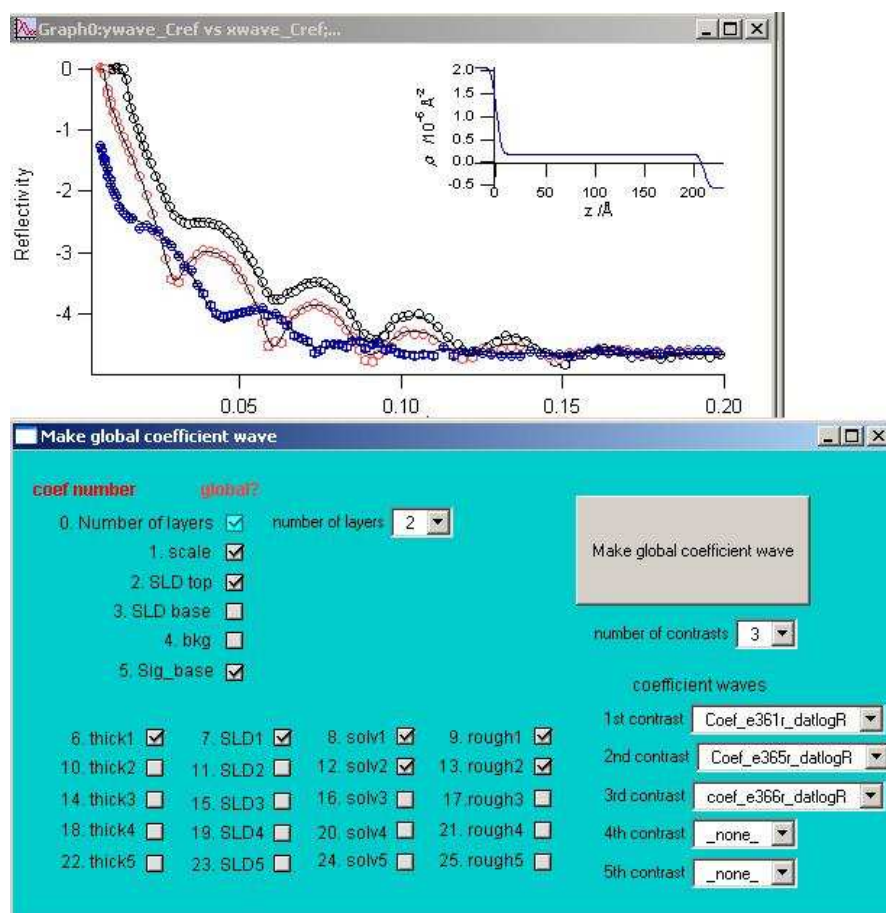 Graph0:ywave_Cref vs xwave_Cref;...
Reflectivity
0
-1
-2
-3
-4
0.05 0.10 0.15 0.20
ρ /10⁻⁶ Å⁻²
2.0
1.5
1.0
0.5
0.0
-0.5
0 50 100 150 200
z /Å
Make global coefficient wave
coef number global?
0. Number of layers number of layers 2
1. scale
2. SLD top
3. SLD base
4. bkg
5. Sig_base
Make global coefficient wave
number of contrasts 3
coefficient waves
6. thick1 7. SLD1 8. solv1 9. rough1
10. thick2 11. SLD2 12. solv2 13. rough2
14. thick3 15. SLD3 16. solv3 17. rough3
18. thick4 19. SLD4 20. solv4 21. rough4
22. thick5 23. SLD5 24. solv5 25. rough5
1st contrast Coef_e361r_datlogR
2nd contrast Coef_e365r_datlogR
3rd contrast coef_e366r_datlogR
4th contrast _none_
5th contrast _none_